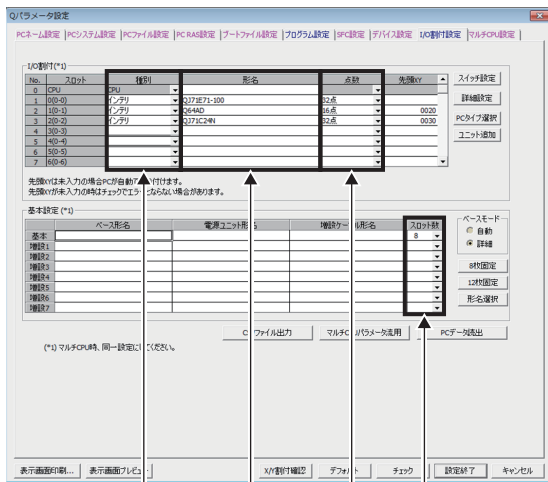 Qパラメータ設定
PCネーム設定 PCシステム設定 PCファイル設定 PC RAS設定 ブートファイル設定 プログラム設定 SFC設定 デバイス設定 I/O割付設定 マルチCPU設定
I/O割付(*1)
No. スロット 種別 形名 点数 先頭XY
0 CPU CPU
1 0(0-0) インテリ QJ71E71-100 32点
2 1(0-1) インテリ Q64AD 16点 0020
3 2(0-2) インテリ QJ71C24N 32点 0030
4 3(0-3)
5 4(0-4)
6 5(0-5)
7 6(0-6)
スイッチ設定
詳細設定
PCタイプ選択
ユニット追加
先頭XYは未入力の場合PCが自動で け付けます。
先頭XYが未入力の時はチェックでエラー ならない 場合があります。
基本設定(*1)
ベース形名 電源ユニット形名 増設ケーブル形名 スロット数
基本 8
増設1
増設2
増設3
増設4
増設5
増設6
増設7
ベースモード
自動
詳細
8枚固定
12枚固定
形名選択
ファイル出力 マルチCPUパラメータ流用 PCデータ読出
(*1) マルチCPU時、同一設定に ください。
表示画面印刷... 表示画面プレビュー X/Y割付確認 デフォルト チェック 設定終了 キャンセル